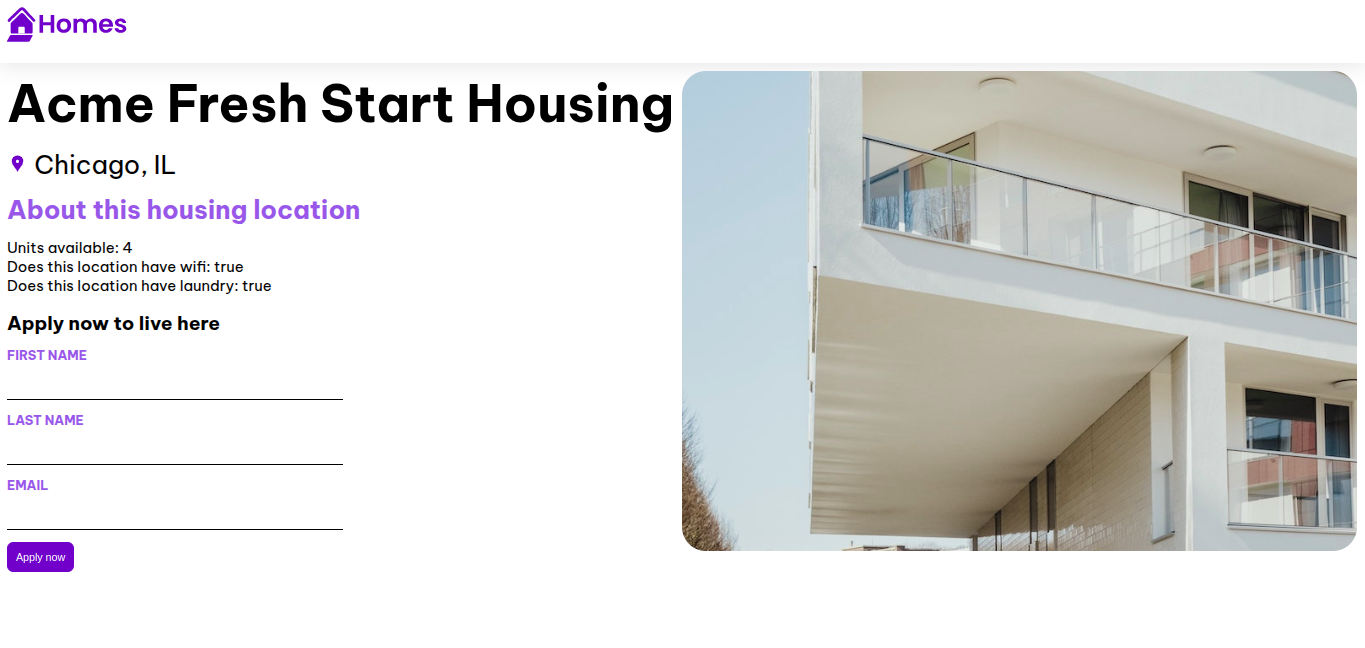 Homes
Acme Fresh Start Housing
Chicago, IL
About this housing location
Units available: 4
Does this location have wifi: true
Does this location have laundry: true
Apply now to live here
FIRST NAME
LAST NAME
EMAIL
Apply now